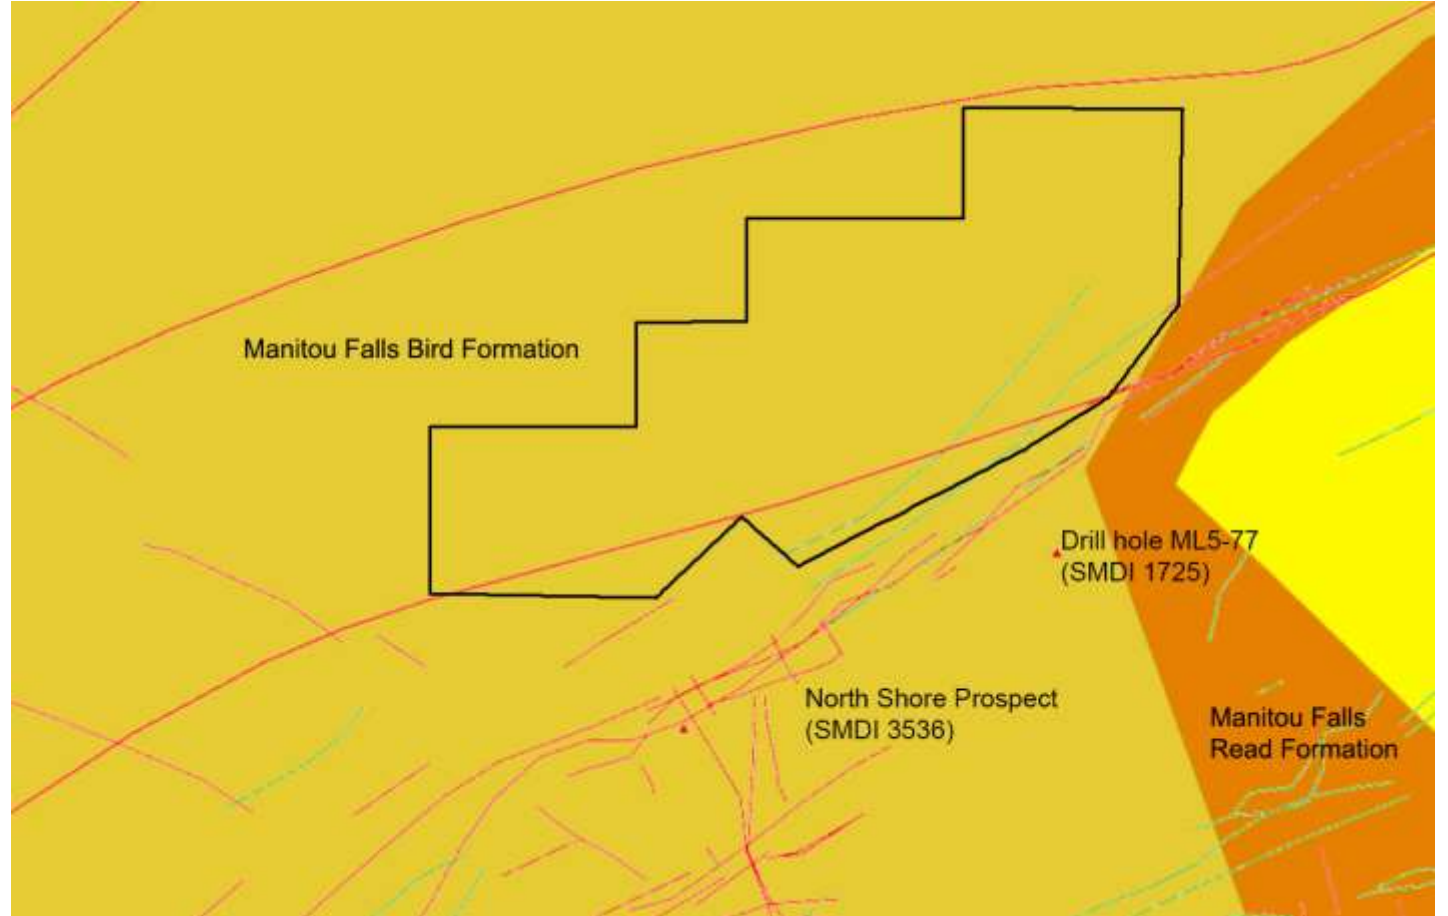 Manitou Falls Bird Formation
Drill hole ML5-77
(SMDI 1725)
North Shore Prospect
(SMDI 3536)
Manitou Falls
Read Formation